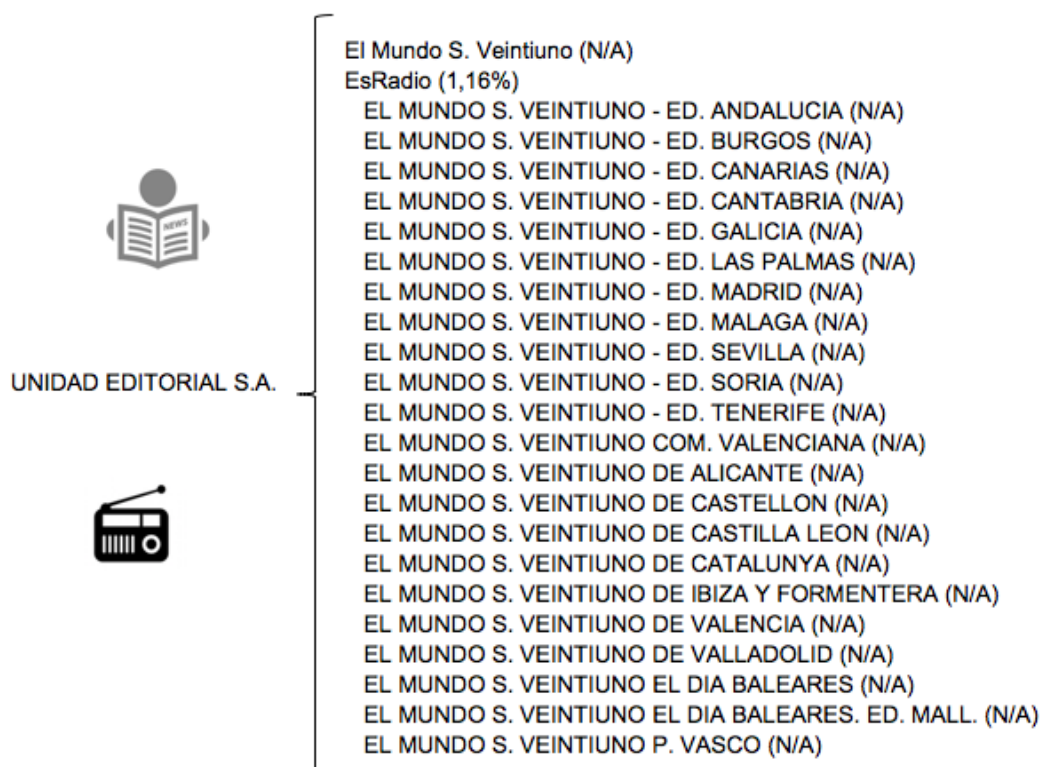 El Mundo S. Veintiuno (N/A)
EsRadio (1,16%)
EL MUNDO S. VEINTIUNO - ED. ANDALUCIA (N/A)
EL MUNDO S. VEINTIUNO - ED. BURGOS (N/A)
EL MUNDO S. VEINTIUNO - ED. CANARIAS (N/A)
EL MUNDO S. VEINTIUNO - ED. CANTABRIA (N/A)
NEWS
EL MUNDO S. VEINTIUNO - ED. GALICIA (N/A)
EL MUNDO S. VEINTIUNO - ED. LAS PALMAS (N/A)
EL MUNDO S. VEINTIUNO - ED. MADRID (N/A)
EL MUNDO S. VEINTIUNO - ED. MALAGA (N/A)
EL MUNDO S. VEINTIUNO - ED. SEVILLA (N/A)
UNIDAD EDITORIAL S.A.
EL MUNDO S. VEINTIUNO - ED. SORIA (N/A)
EL MUNDO S. VEINTIUNO - ED. TENERIFE (N/A)
EL MUNDO S. VEINTIUNO COM. VALENCIANA (N/A)
EL MUNDO S. VEINTIUNO DE ALICANTE (N/A)
EL MUNDO S. VEINTIUNO DE CASTELLON (N/A)
EL MUNDO S. VEINTIUNO DE CASTILLA LEON (N/A)
EL MUNDO S. VEINTIUNO DE CATALUNYA (N/A)
EL MUNDO S. VEINTIUNO DE IBIZA Y FORMENTERA (N/A)
EL MUNDO S. VEINTIUNO DE VALENCIA (N/A)
EL MUNDO S. VEINTIUNO DE VALLADOLID (N/A)
EL MUNDO S. VEINTIUNO EL DIA BALEARES (N/A)
EL MUNDO S. VEINTIUNO EL DIA BALEARES. ED. MALL. (N/A)
EL MUNDO S. VEINTIUNO P. VASCO (N/A)